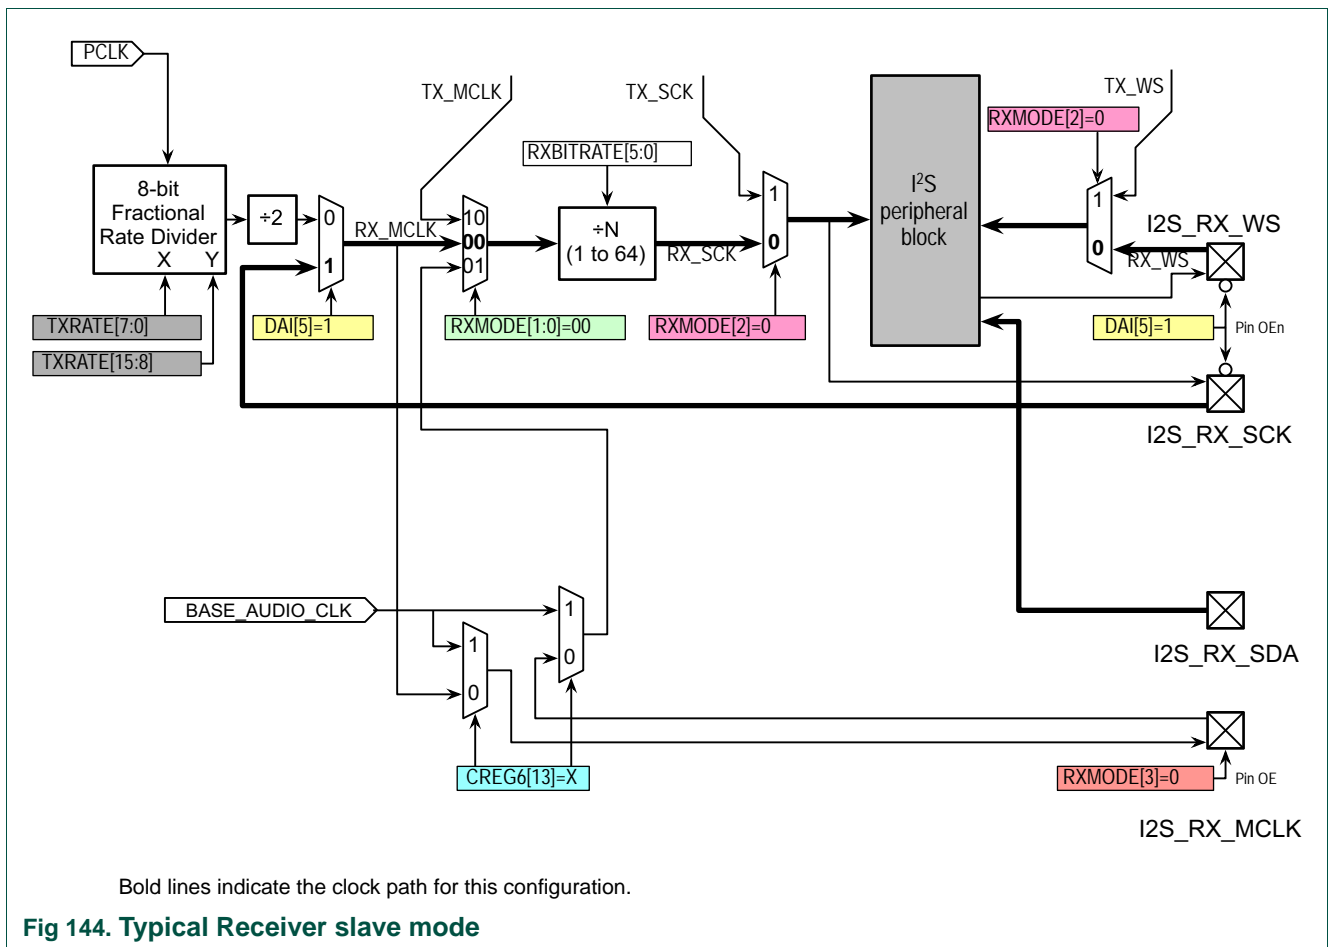 PCLK
TX_MCLK
TX_SCK
TX_WS
RXMODE[2]=0
RXBITRATE[5:0]
8-bit
Fractional
Rate Divider
X Y
÷2
0
1
RX_MCLK
10
00
01
÷N
(1 to 64)
RX_SCK
1
0
I²S
peripheral
block
1
0
I2S_RX_WS
RX_WS
TXRATE[7:0]
DAI[5]=1
RXMODE[1:0]=00
RXMODE[2]=0
DAI[5]=1
Pin OEn
TXRATE[15:8]
I2S_RX_SCK
BASE_AUDIO_CLK
1
0
1
0
I2S_RX_SDA
CREG6[13]=X
RXMODE[3]=0
Pin OE
I2S_RX_MCLK
Bold lines indicate the clock path for this configuration.
Fig 144. Typical Receiver slave mode